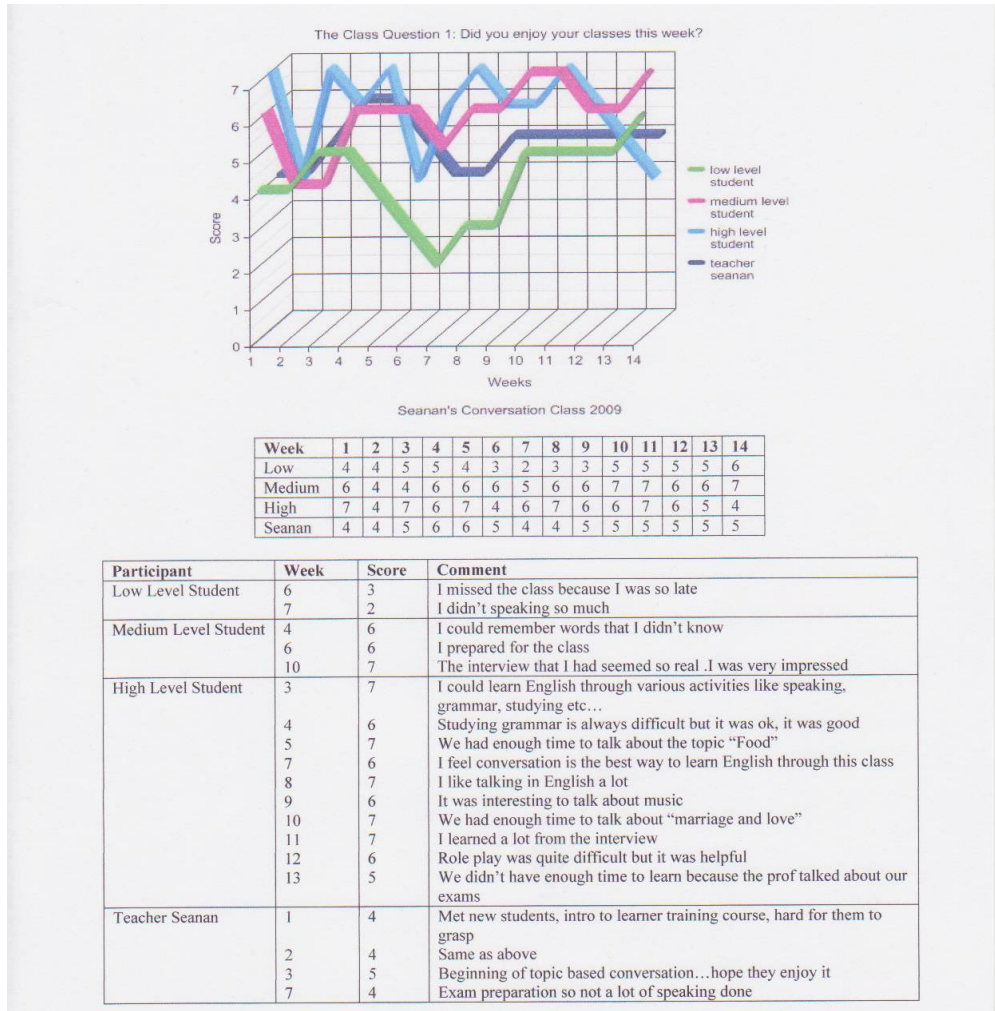 The Class Question 1: Did you enjoy your classes this week?
7
6
5
4
3
2
1
0
Score
1 2 3 4 5 6 7 8 9 10 11 12 13 14
Weeks
low level
student
medium level
student
high level
student
teacher
seanan
Seanan's Conversation Class 2009
Week 1 2 3 4 5 6 7 8 9 10 11 12 13 14
Low 4 4 5 5 4 3 2 3 3 5 5 5 5 6
Medium 6 4 4 6 6 6 5 6 6 7 7 6 6 7
High 7 4 7 6 7 4 6 7 6 6 7 6 5 4
Seanan 4 4 5 6 6 5 4 4 5 5 5 5 5 5
Participant Week Score Comment
Low Level Student 6 3 I missed the class because I was so late
7 2 I didn't speaking so much
Medium Level Student 4 6 I could remember words that I didn't know
6 6 I prepared for the class
10 7 The interview that I had seemed so real .I was very impressed
High Level Student 3 7 I could learn English through various activities like speaking,
grammar, studying etc…
4 6 Studying grammar is always difficult but it was ok, it was good
5 7 We had enough time to talk about the topic “Food”
7 6 I feel conversation is the best way to learn English through this class
8 7 I like talking in English a lot
9 6 It was interesting to talk about music
10 7 We had enough time to talk about “marriage and love”
11 7 I learned a lot from the interview
12 6 Role play was quite difficult but it was helpful
13 5 We didn't have enough time to learn because the prof talked about our
exams
Teacher Seanan 1 4 Met new students, intro to learner training course, hard for them to
grasp
2 4 Same as above
3 5 Beginning of topic based conversation…hope they enjoy it
7 4 Exam preparation so not a lot of speaking done